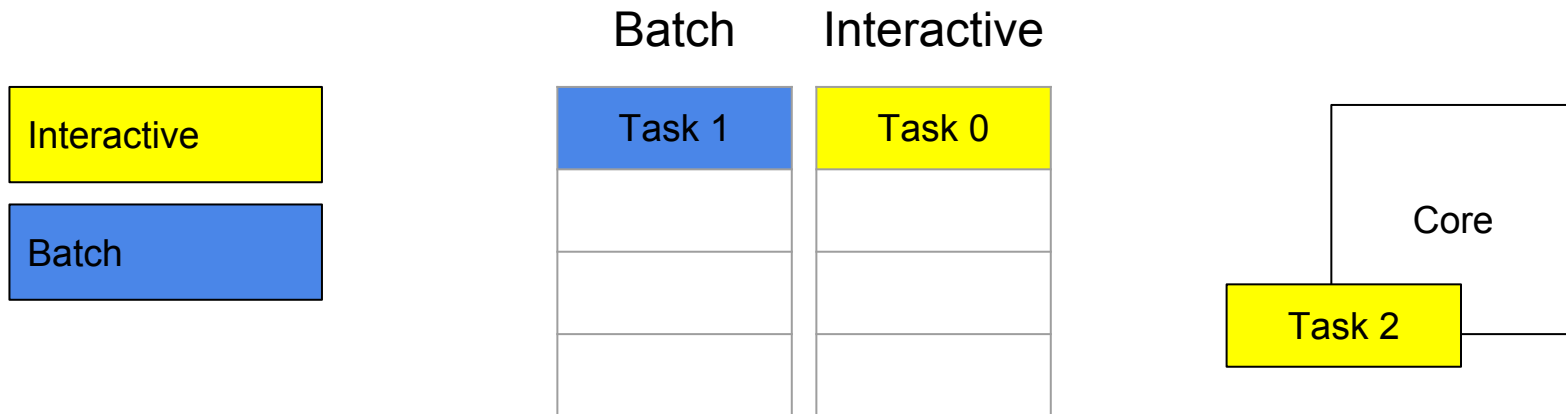 Batch
Interactive
Interactive
Batch
Task 1
Task 0
Core
Task 2